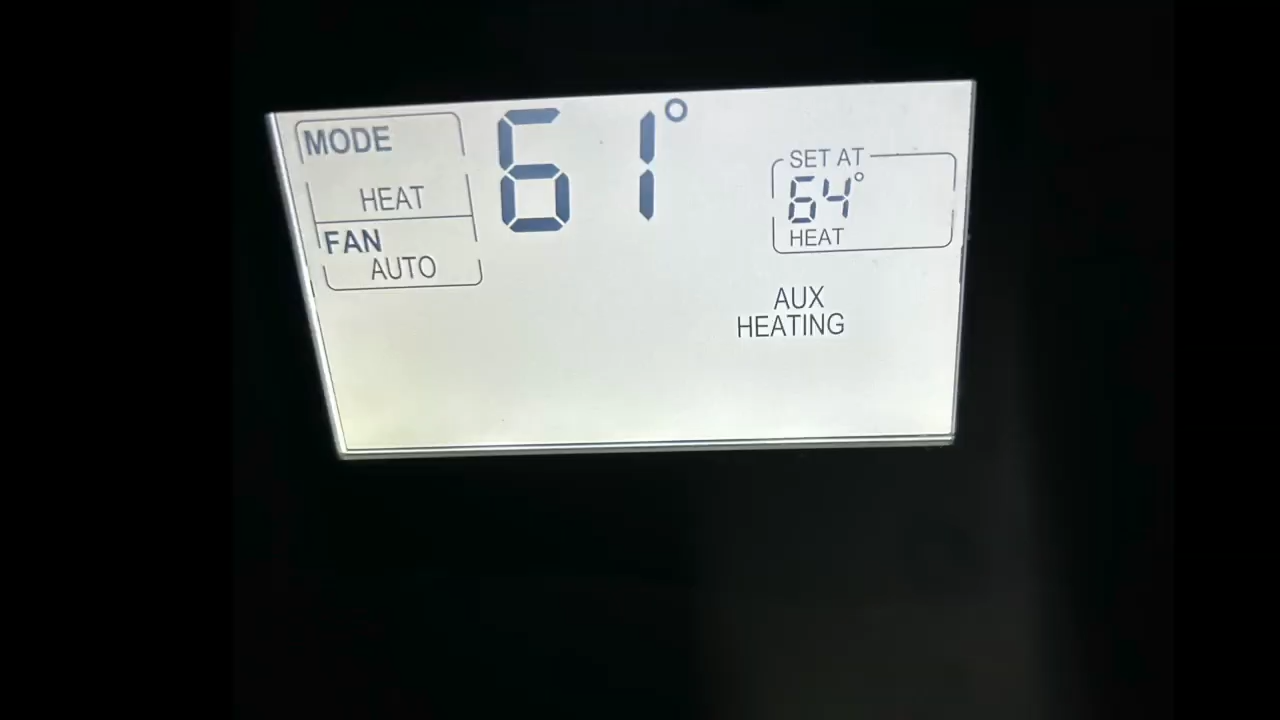 MODE
HEAT
FAN
AUTO
61°
SET AT
64°
HEAT
AUX
HEATING